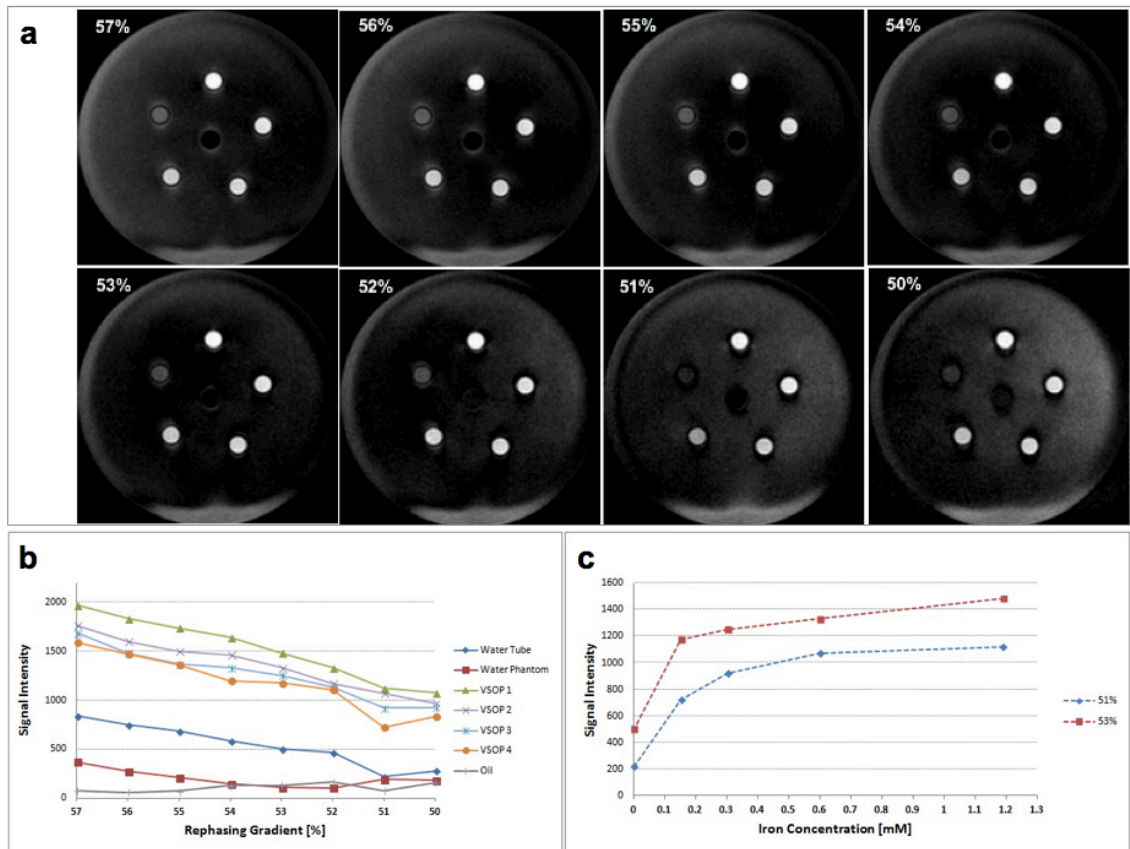 a
57%
56%
55%
54%
53%
52%
51%
50%
b
2000
1500
1000
500
0
Signal Intensity
57
56
55
54
53
52
51
50
Rephasing Gradient [%]
Water Tube
Water Phantom
VSOP 1
VSOP 2
VSOP 3
VSOP 4
Oil
c
1600
1400
1200
1000
800
600
400
200
0
Signal Intensity
0 0.1 0.2 0.3 0.4 0.5 0.6 0.7 0.8 0.9 1 1.1 1.2 1.3
Iron Concentration [mM]
51%
53%